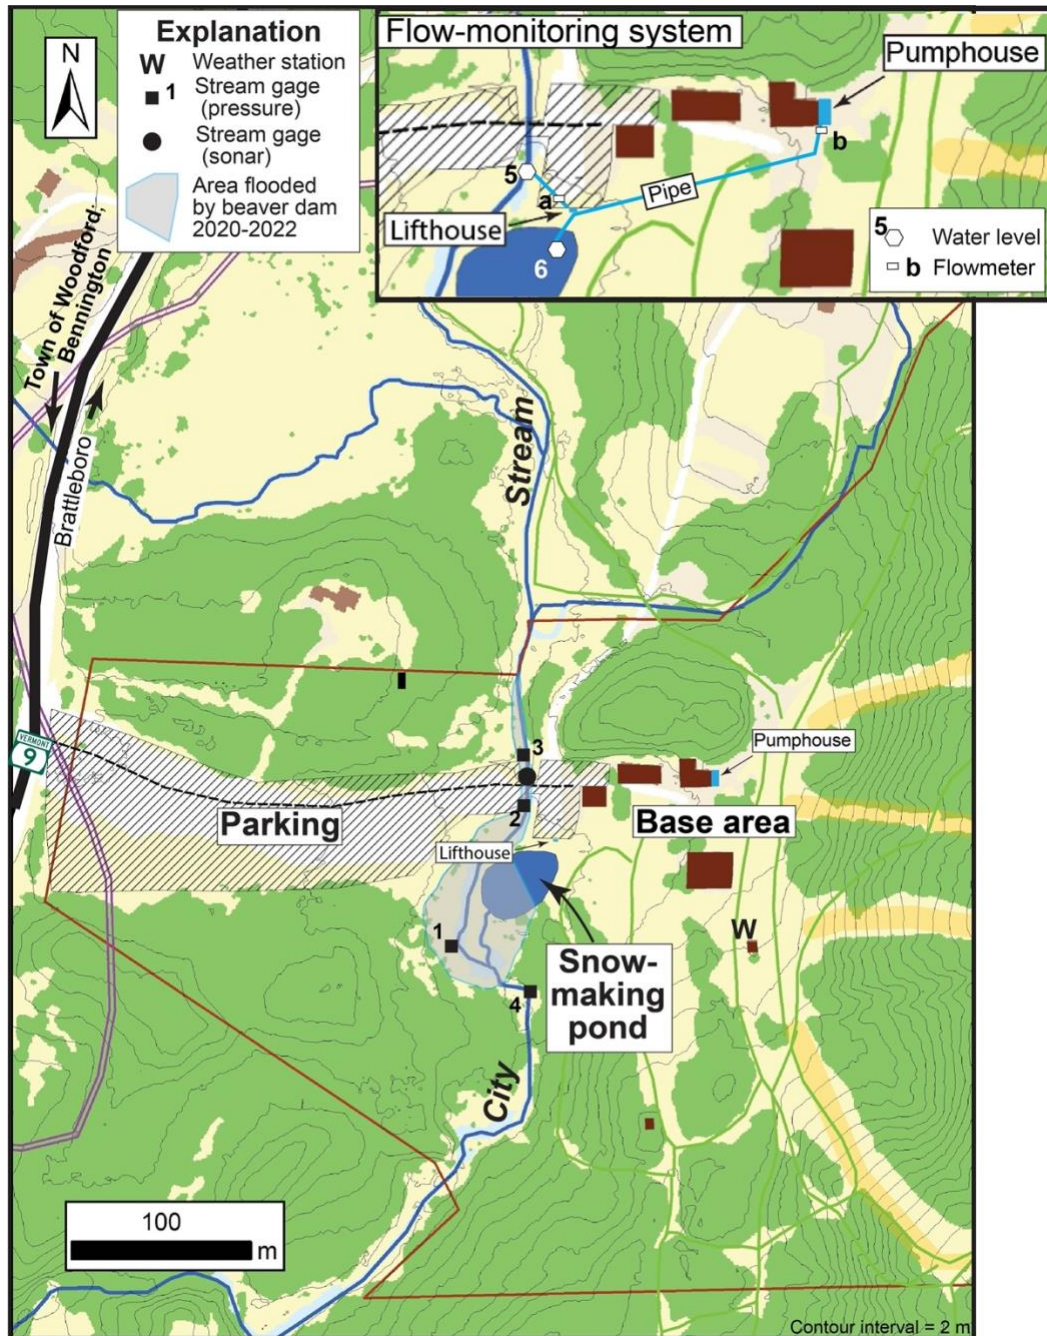 N
Explanation
W Weather station
1 Stream gage
(pressure)
Stream gage
(sonar)
Area flooded
by beaver dam
2020-2022
Flow-monitoring system
Pumphouse
b
5
a
Pipe
Lifthouse
6
5 Water level
b Flowmeter
Town of Woodford,
Bennington
Brattleboro
Stream
VERMONT
9
3
Pumphouse
Parking
2
Base area
Lifthouse
1
W
Snow-
making
pond
4
City
100
m
Contour interval = 2 m